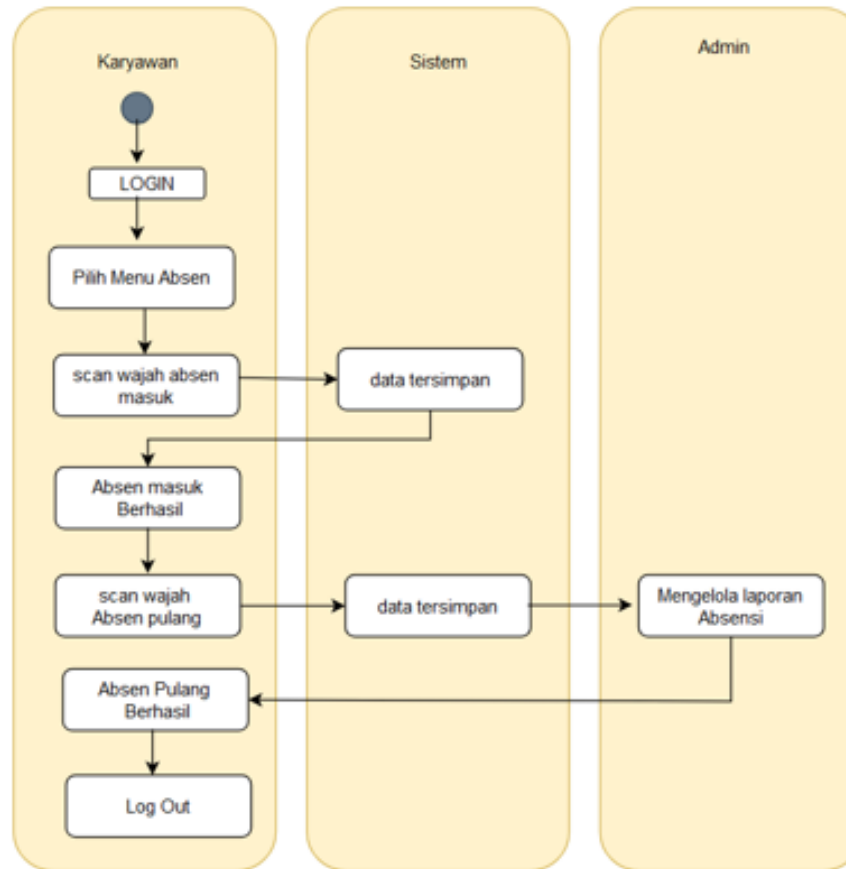 Karyawan
Sistem
Admin
LOGIN
Pilih Menu Absen
scan wajah absen
masuk
data tersimpan
Absen masuk
Berhasil
scan wajah
Absen pulang
data tersimpan
Mengelola laporan
Absensi
Absen Pulang
Berhasil
Log Out